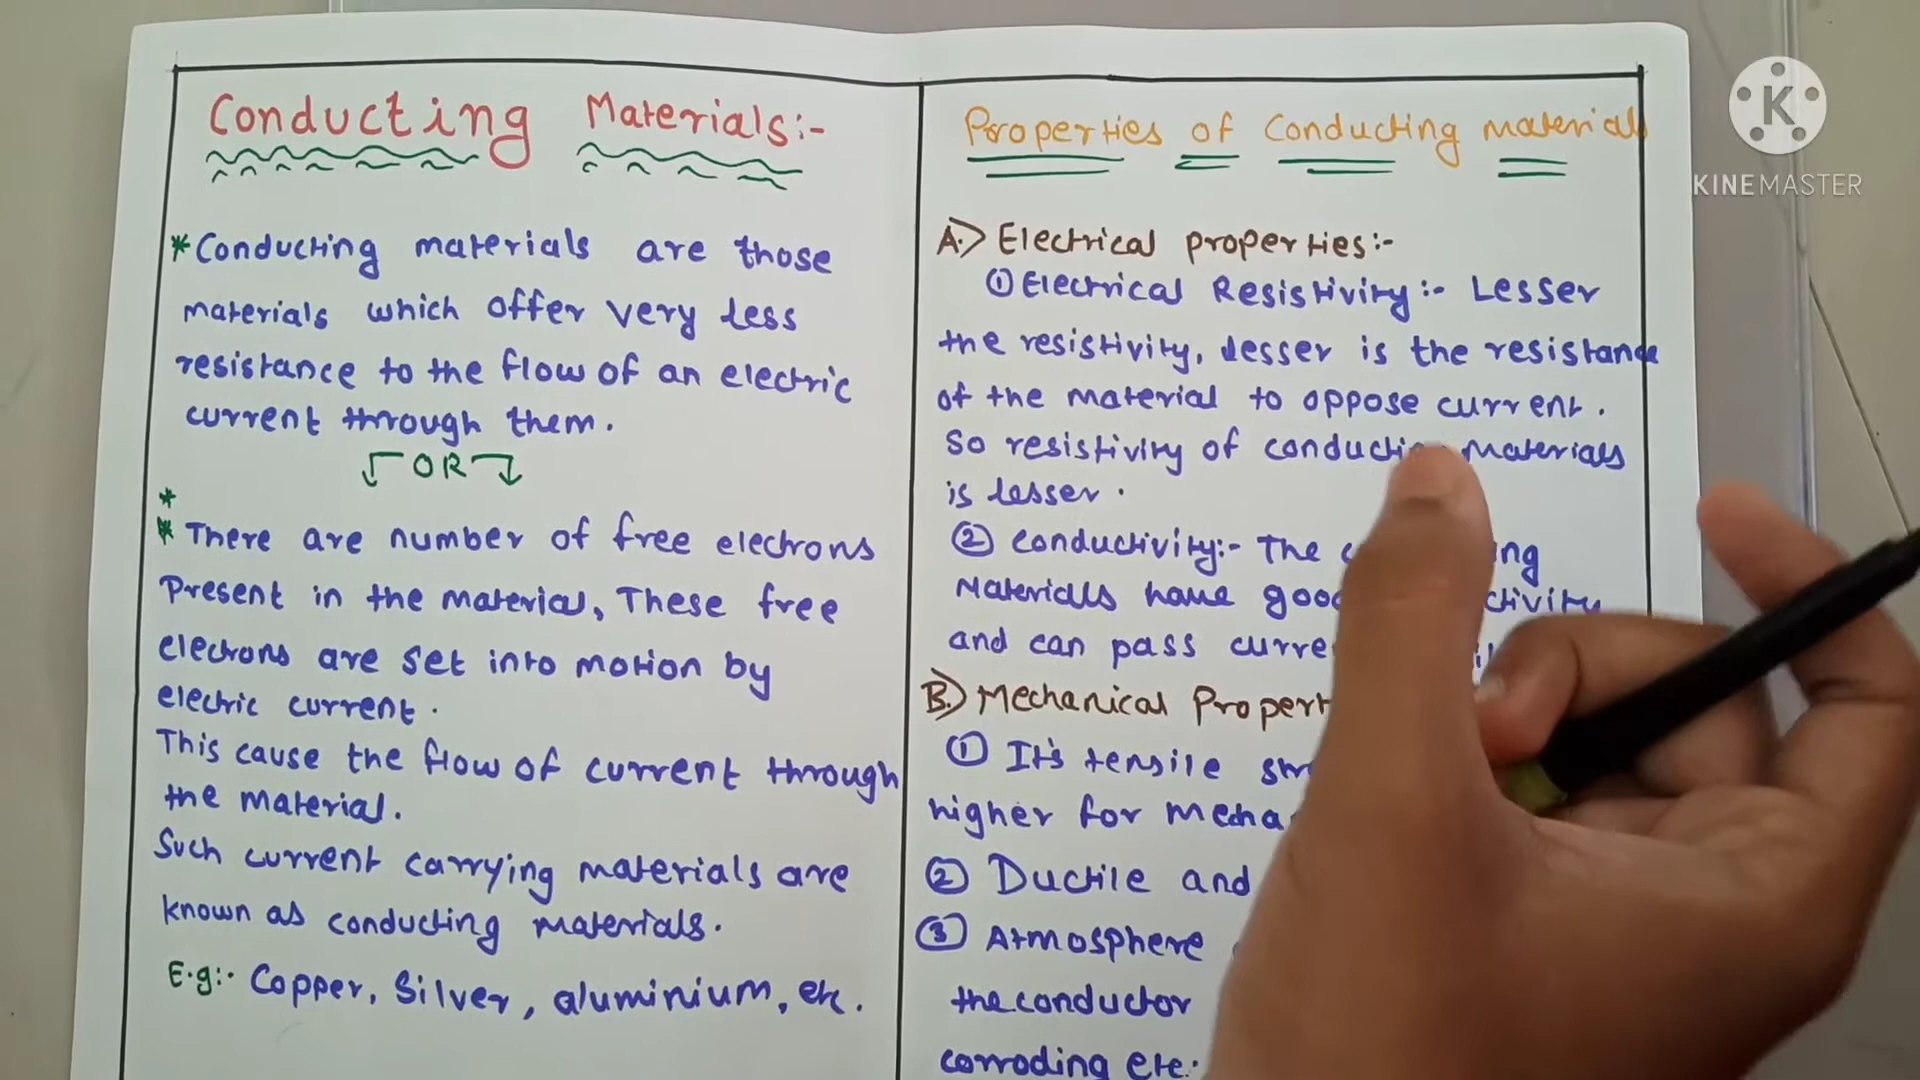 Conducting Materials:-
* Conducting materials are those
materials which offer very less
resistance to the flow of an electric
current through them.
OR
*
* There are number of free electrons
Present in the material, These free
electrons are set into motion by
electric current.
This cause the flow of current through
the material.
Such current carrying materials are
known as conducting materials.
E.g:- Copper, Silver, aluminium, etc.
Properties of Conducting materials
A.> Electrical properties:-
① Electrical Resistivity:- Lesser
the resistivity, lesser is the resistance
of the material to oppose current.
So resistivity of conducting Materials
is lesser.
② Conductivity:- The
Materials have good
and can pass
B.> Mechanical
① It's tensile
higher for
② Ductile and
③ Atmosphere
the conductor
corroding etc.
K
KINEMASTER